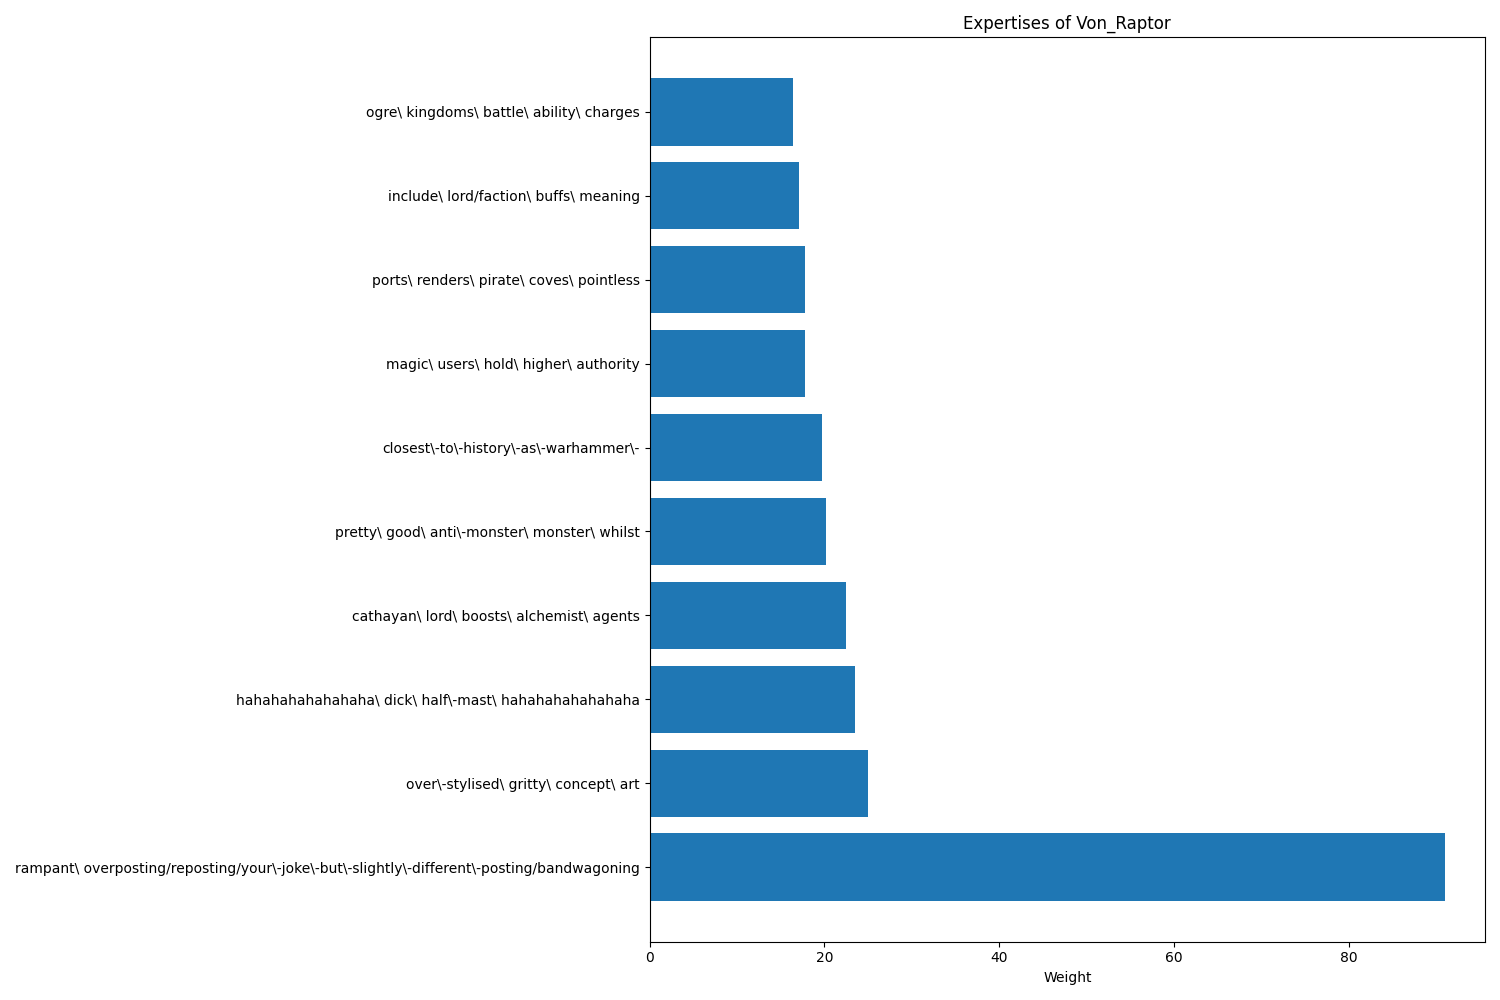 Expertises of Von_Raptor
ogre\ kingdoms\ battle\ ability\ charges
include\ lord/faction\ buffs\ meaning
ports\ renders\ pirate\ coves\ pointless
magic\ users\ hold\ higher\ authority
closest\-to\-history\-as\-warhammer\-
pretty\ good\ anti\-monster\ monster\ whilst
cathayan\ lord\ boosts\ alchemist\ agents
hahahahahahahaha\ dick\ half\-mast\ hahahahahahahaha
over\-stylised\ gritty\ concept\ art
rampant\ overposting/reposting/your\-joke\-but\-slightly\-different\-posting/bandwagoning
0 20 40 60 80
Weight